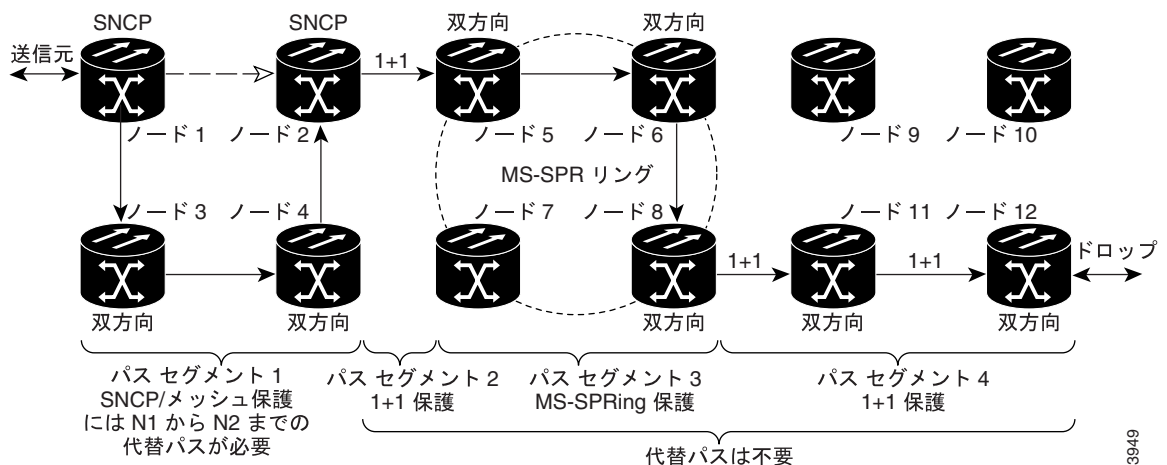 SNCP
SNCP
双方向
双方向
送信元
1+1
ノード 1
ノード 2
ノード 5
ノード 6
ノード 9
ノード 10
MS-SPR リング
ノード 3
ノード 4
ノード 7
ノード 8
ノード 11
ノード 12
1+1
1+1
ドロップ
双方向
双方向
双方向
双方向
双方向
パス セグメント 1
SNCP/メッシュ保護
には N1 から N2 までの
代替パスが必要
パス セグメント 2
1+1 保護
パス セグメント 3
MS-SPRing 保護
パス セグメント 4
1+1 保護
代替パスは不要
3949